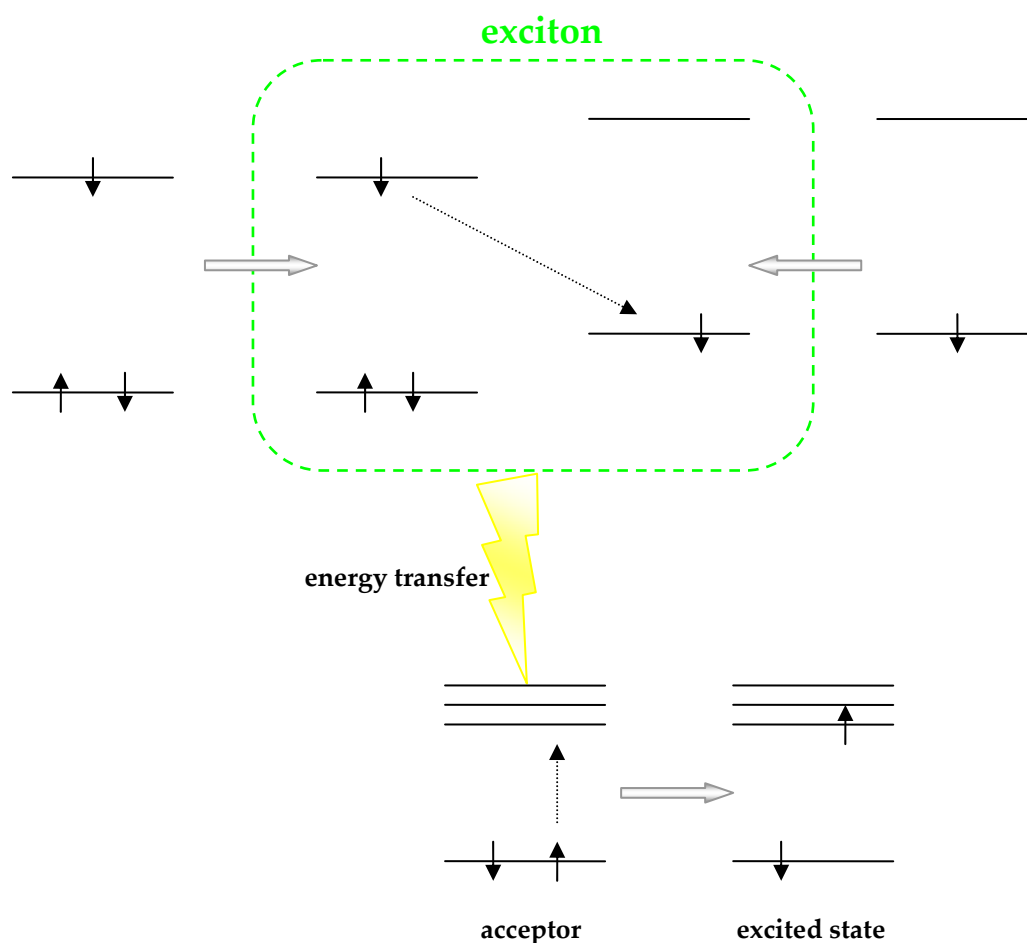 exciton
energy transfer
acceptor
excited state